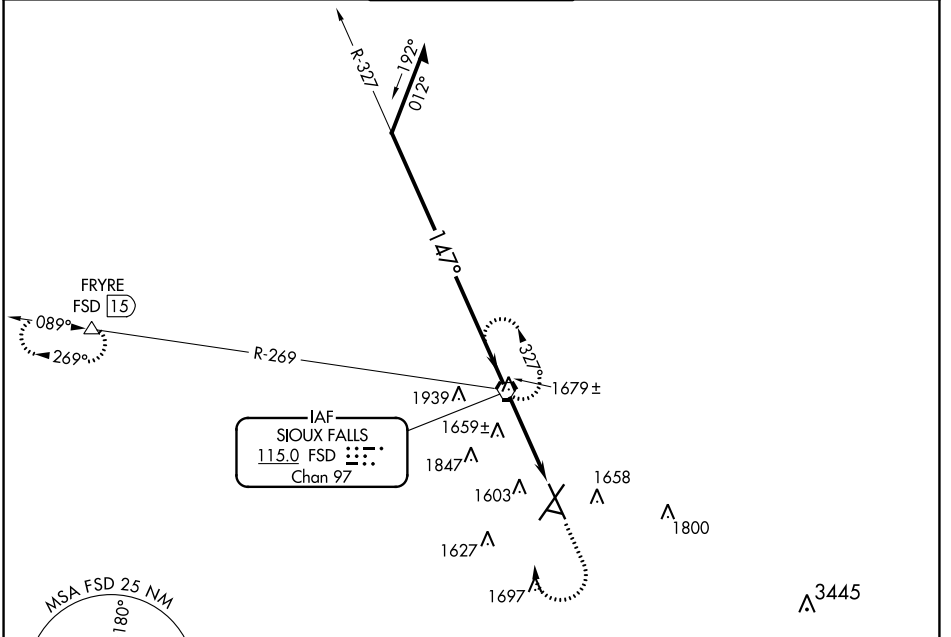 R-327
192°
012°
147°
FRYRE
FSD 15
089°
269°
R-269
327°
1679±
1939
IAF
SIOUX FALLS
115.0 FSD
Chan 97
1659±
1847
1603
1658
1800
1627
1697
3445
MSA FSD 25 NM
180°